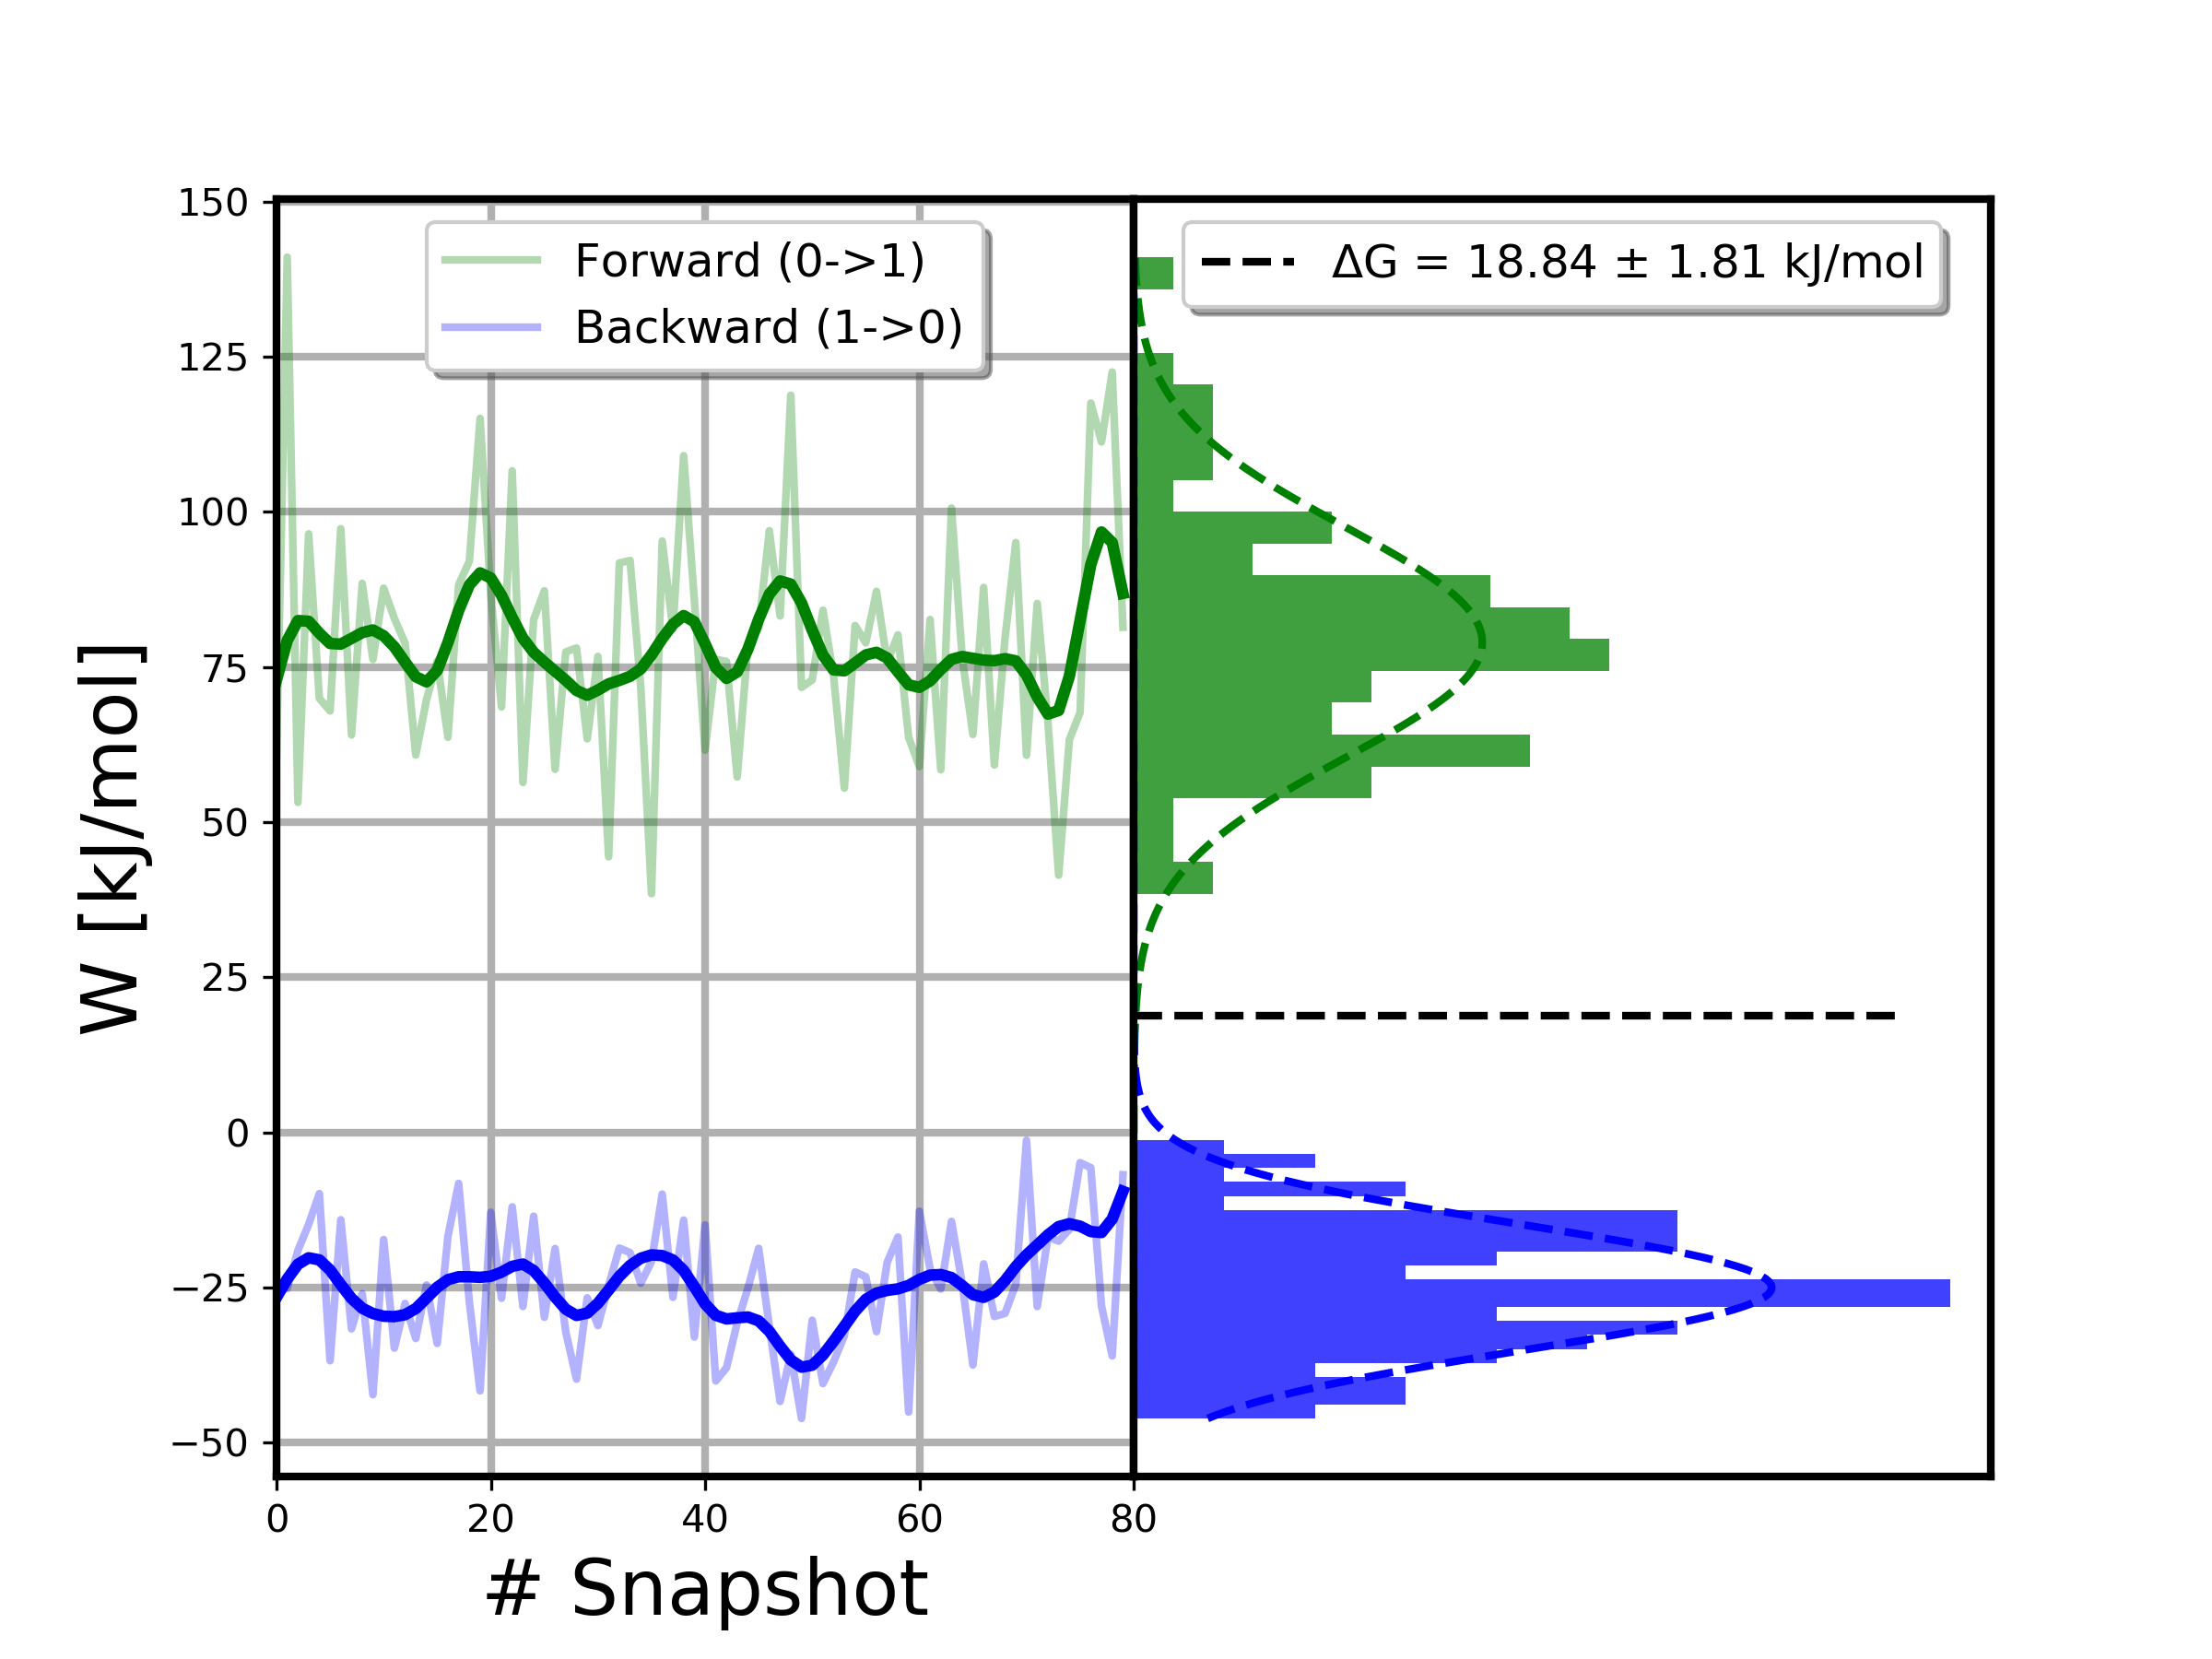 150
125
100
75
50
25
0
−25
−50
W [kJ/mol]
Forward (0->1)
Backward (1->0)
ΔG = 18.84 ± 1.81 kJ/mol
0 20 40 60 80
# Snapshot